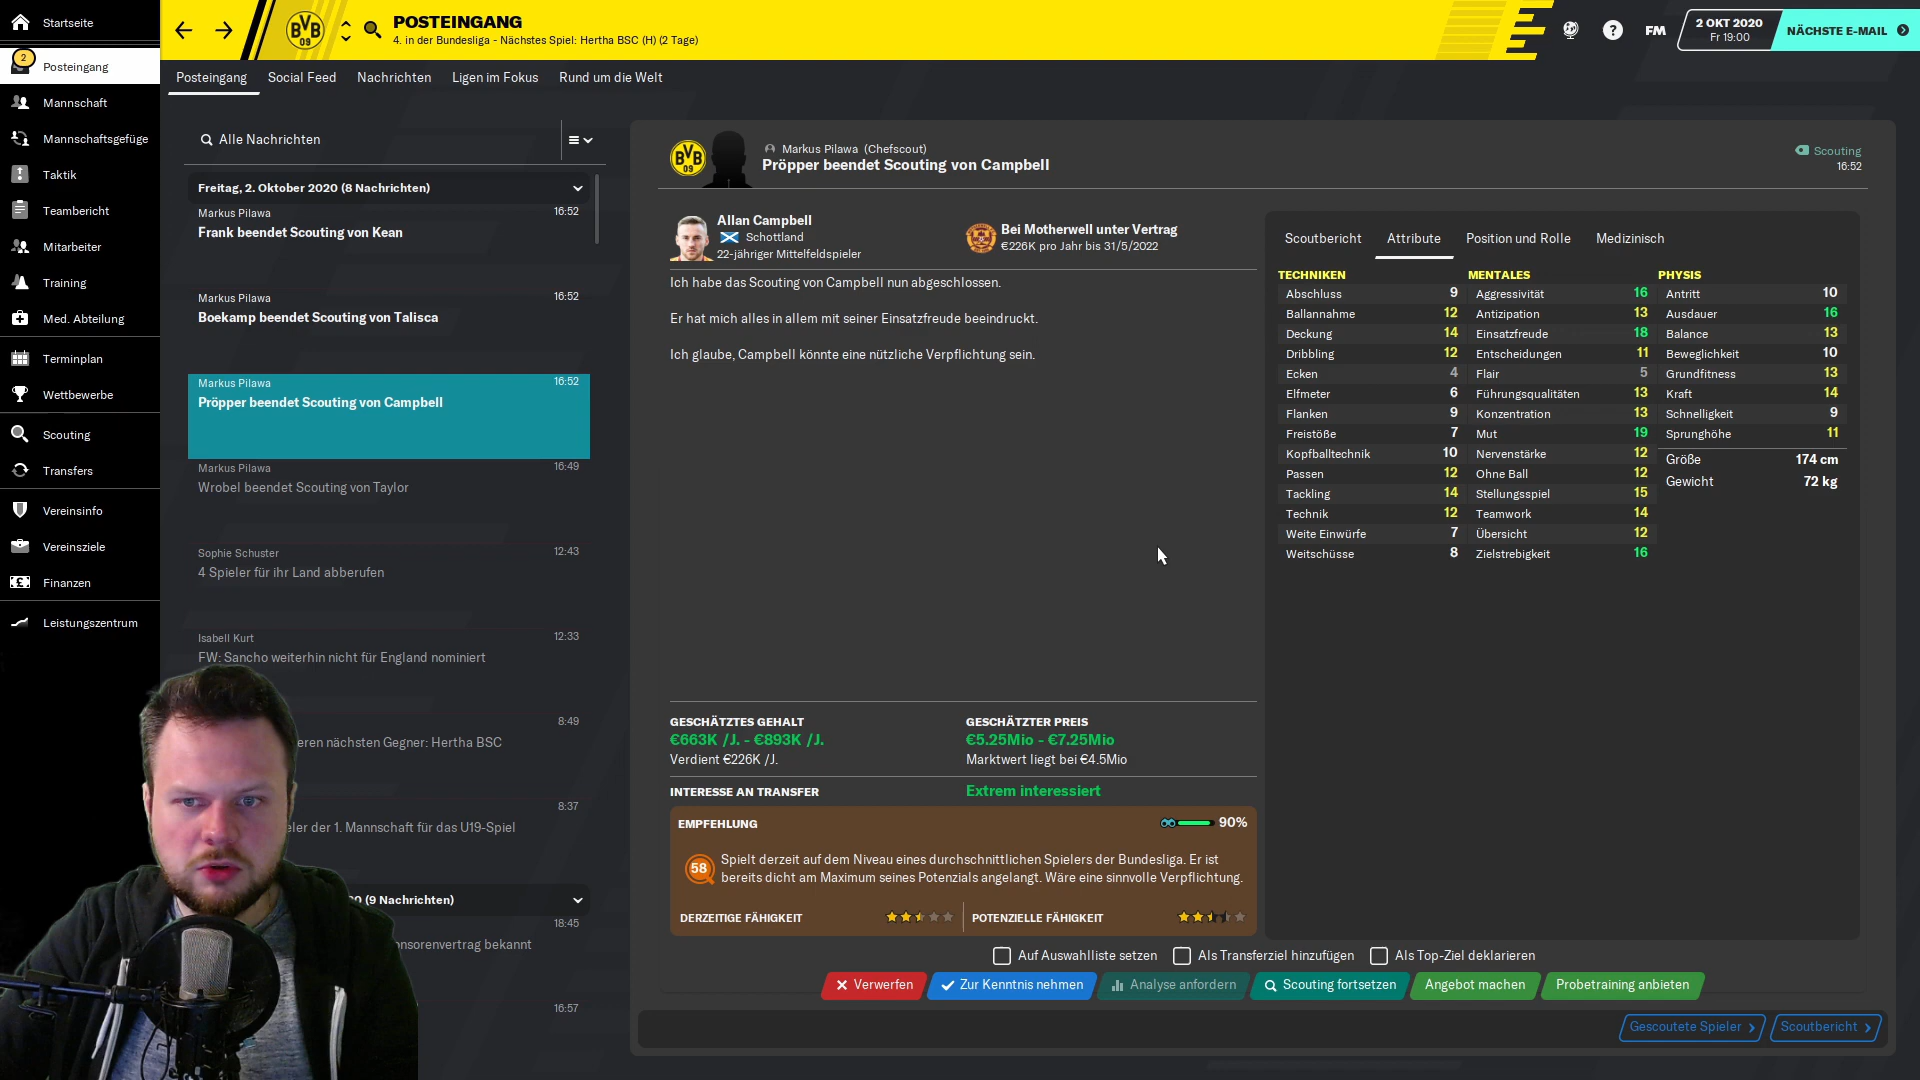 Startseite
2
Posteingang
Mannschaft
Mannschaftsgefüge
Taktik
Teambericht
Mitarbeiter
Training
Med. Abteilung
Terminplan
Wettbewerbe
Scouting
Transfers
Vereinsinfo
Vereinsziele
Finanzen
Leistungszentrum
BVB 09
POSTEINGANG
4. in der Bundesliga - Nächstes Spiel: Hertha BSC (H) (2 Tage)
FM
2 OKT 2020
Fr 19:00
NÄCHSTE E-MAIL
Posteingang Social Feed Nachrichten Ligen im Fokus Rund um die Welt
Alle Nachrichten
Freitag, 2. Oktober 2020 (8 Nachrichten)
Markus Pilawa 16:52
Frank beendet Scouting von Kean
Markus Pilawa 16:52
Boekamp beendet Scouting von Talisca
Markus Pilawa 16:52
Pröpper beendet Scouting von Campbell
Markus Pilawa 16:49
Wrobel beendet Scouting von Taylor
Sophie Schuster 12:43
4 Spieler für ihr Land abberufen
Isabell Kurt 12:33
FW: Sancho weiterhin nicht für England nominiert
8:49
eren nächsten Gegner: Hertha BSC
8:37
eler der 1. Mannschaft für das U19-Spiel
0 (9 Nachrichten)
18:45
onsorenvertrag bekannt
16:57
BVB 09
Markus Pilawa (Chefscout)
Pröpper beendet Scouting von Campbell
Scouting
16:52
Allan Campbell
Schottland
22-jähriger Mittelfeldspieler
Bei Motherwell unter Vertrag
€226K pro Jahr bis 31/5/2022
Ich habe das Scouting von Campbell nun abgeschlossen.
Er hat mich alles in allem mit seiner Einsatzfreude beeindruckt.
Ich glaube, Campbell könnte eine nützliche Verpflichtung sein.
GESCHÄTZTES GEHALT
€663K /J. - €893K /J.
Verdient €226K /J.
GESCHÄTZTER PREIS
€5.25Mio - €7.25Mio
Marktwert liegt bei €4.5Mio
INTERESSE AN TRANSFER Extrem interessiert
EMPFEHLUNG 90%
58
Spielt derzeit auf dem Niveau eines durchschnittlichen Spielers der Bundesliga. Er ist
bereits dicht am Maximum seines Potenzials angelangt. Wäre eine sinnvolle Verpflichtung.
DERZEITIGE FÄHIGKEIT POTENZIELLE FÄHIGKEIT
Scoutbericht Attribute Position und Rolle Medizinisch
TECHNIKEN MENTALES PHYSIS
Abschluss 9 Aggressivität 16 Antritt 10
Ballannahme 12 Antizipation 13 Ausdauer 16
Deckung 14 Einsatzfreude 18 Balance 13
Dribbling 12 Entscheidungen 11 Beweglichkeit 10
Ecken 4 Flair 5 Grundfitness 13
Elfmeter 6 Führungsqualitäten 13 Kraft 14
Flanken 9 Konzentration 13 Schnelligkeit 9
Freistöße 7 Mut 19 Sprunghöhe 11
Kopfballtechnik 10 Nervenstärke 12 Größe 174 cm
Passen 12 Ohne Ball 12 Gewicht 72 kg
Tackling 14 Stellungsspiel 15
Technik 12 Teamwork 14
Weite Einwürfe 7 Übersicht 12
Weitschüsse 8 Zielstrebigkeit 16
Auf Auswahlliste setzen Als Transferziel hinzufügen Als Top-Ziel deklarieren
Verwerfen Zur Kenntnis nehmen Analyse anfordern Scouting fortsetzen Angebot machen Probetraining anbieten
Gescoutete Spieler Scoutbericht